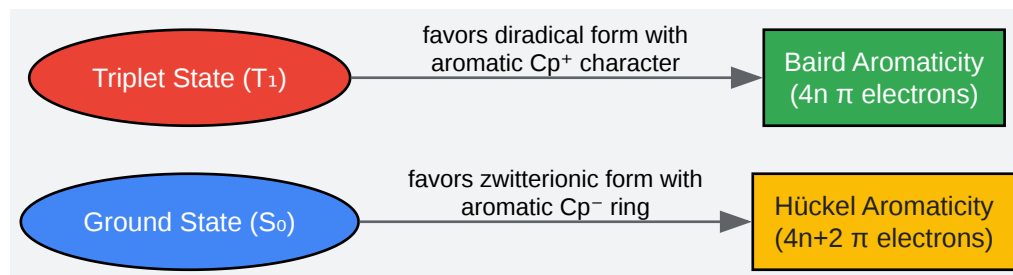 Triplet State (T₁)
favors diradical form with
aromatic Cp⁺ character
Baird Aromaticity
(4n π electrons)
Ground State (S₀)
favors zwitterionic form with
aromatic Cp⁻ ring
Hückel Aromaticity
(4n+2 π electrons)